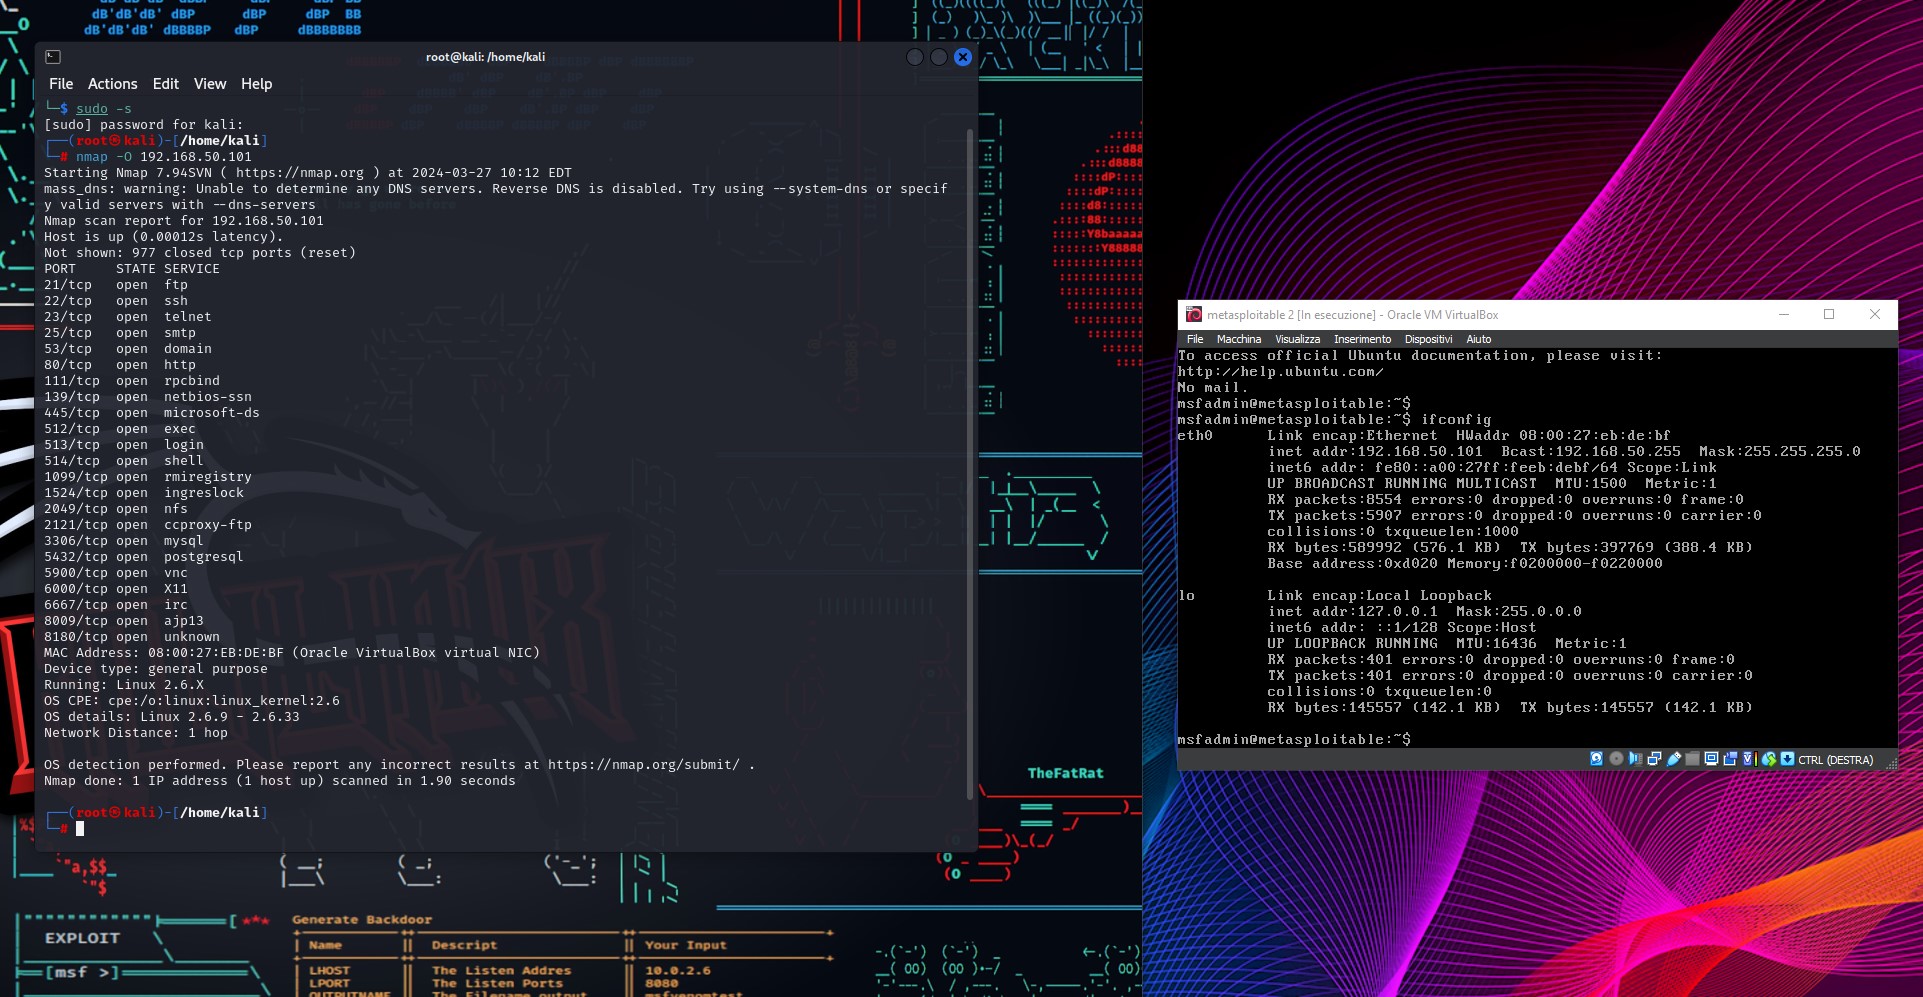 root@kali: /home/kali
File Actions Edit View Help
└─$ sudo -s
[sudo] password for kali:
┌──(root㉿kali)-[/home/kali]
└─# nmap -O 192.168.50.101
Starting Nmap 7.94SVN ( https://nmap.org ) at 2024-03-27 10:12 EDT
mass_dns: warning: Unable to determine any DNS servers. Reverse DNS is disabled. Try using --system-dns or specif
y valid servers with --dns-servers
Nmap scan report for 192.168.50.101
Host is up (0.00012s latency).
Not shown: 977 closed tcp ports (reset)
PORT STATE SERVICE
21/tcp open ftp
22/tcp open ssh
23/tcp open telnet
25/tcp open smtp
53/tcp open domain
80/tcp open http
111/tcp open rpcbind
139/tcp open netbios-ssn
445/tcp open microsoft-ds
512/tcp open exec
513/tcp open login
514/tcp open shell
1099/tcp open rmiregistry
1524/tcp open ingreslock
2049/tcp open nfs
2121/tcp open ccproxy-ftp
3306/tcp open mysql
5432/tcp open postgresql
5900/tcp open vnc
6000/tcp open X11
6667/tcp open irc
8009/tcp open ajp13
8180/tcp open unknown
MAC Address: 08:00:27:EB:DE:BF (Oracle VirtualBox virtual NIC)
Device type: general purpose
Running: Linux 2.6.X
OS CPE: cpe:/o:linux:linux_kernel:2.6
OS details: Linux 2.6.9 - 2.6.33
Network Distance: 1 hop
OS detection performed. Please report any incorrect results at https://nmap.org/submit/ .
Nmap done: 1 IP address (1 host up) scanned in 1.90 seconds
┌──(root㉿kali)-[/home/kali]
└─#
TheFatRat
EXPLOIT
[msf >]
Generate Backdoor
Name Descript Your Input
LHOST The Listen Addres 10.0.2.6
LPORT The Listen Ports 8080
OUTPUTNAME The Filename output msfvenomtest
metasploitable 2 [In esecuzione] - Oracle VM VirtualBox
File Macchina Visualizza Inserimento Dispositivi Aiuto
To access official Ubuntu documentation, please visit:
http://help.ubuntu.com/
No mail.
msfadmin@metasploitable:~$
msfadmin@metasploitable:~$ ifconfig
eth0 Link encap:Ethernet HWaddr 08:00:27:eb:de:bf
inet addr:192.168.50.101 Bcast:192.168.50.255 Mask:255.255.255.0
inet6 addr: fe80::a00:27ff:feeb:debf/64 Scope:Link
UP BROADCAST RUNNING MULTICAST MTU:1500 Metric:1
RX packets:8554 errors:0 dropped:0 overruns:0 frame:0
TX packets:5907 errors:0 dropped:0 overruns:0 carrier:0
collisions:0 txqueuelen:1000
RX bytes:589992 (576.1 KB) TX bytes:397769 (388.4 KB)
Base address:0xd020 Memory:f0200000-f0220000
lo Link encap:Local Loopback
inet addr:127.0.0.1 Mask:255.0.0.0
inet6 addr: ::1/128 Scope:Host
UP LOOPBACK RUNNING MTU:16436 Metric:1
RX packets:401 errors:0 dropped:0 overruns:0 frame:0
TX packets:401 errors:0 dropped:0 overruns:0 carrier:0
collisions:0 txqueuelen:0
RX bytes:145557 (142.1 KB) TX bytes:145557 (142.1 KB)
msfadmin@metasploitable:~$
CTRL (DESTRA)